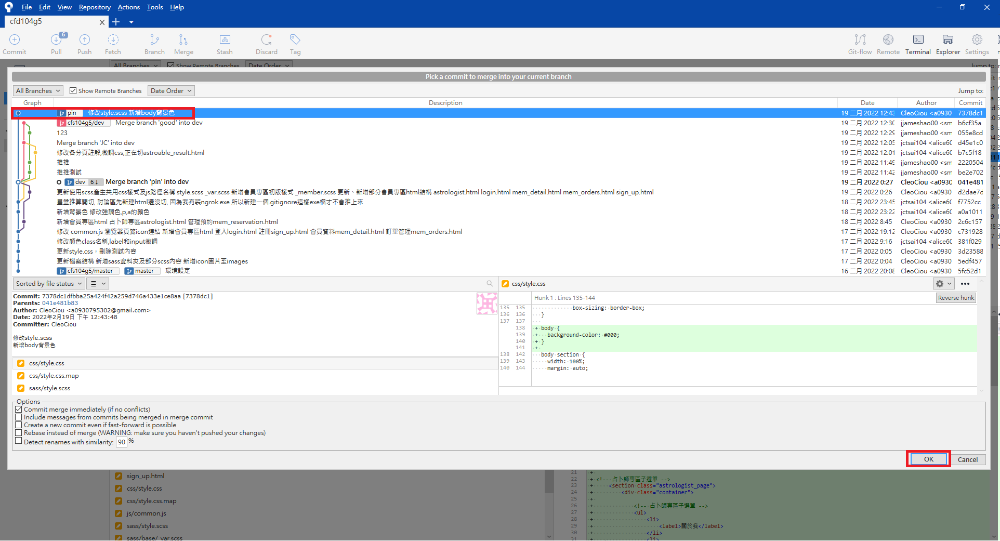 File Edit View Repository Actions Tools Help
cfd104g5
Commit Pull 6 Push Fetch Branch Merge Stash Discard Tag Git-flow Remote Terminal Explorer Settings
All Branches Show Remote Branches Date Order Jump to:
Pick a commit to merge into your current branch
All Branches Show Remote Branches Date Order Jump to:
Graph Description Date Author Commit
pin 修改style.scss 新增body背景色 19 二月 2022 12:43 CleoCiou <a0930 7378dc1
cfs104g5/dev Merge branch 'good' into dev 19 二月 2022 12:30 jjameshao00 <sm b6cf35a
123 19 二月 2022 12:29 jjameshao00 <sm 055e8cd
Merge branch 'JC' into dev 19 二月 2022 12:05 jctsai104 <alice60 d45e1c0
修改各分頁註解,微調css,正在切astroable_result.html 19 二月 2022 12:01 jctsai104 <alice60 b7c5f18
推推 19 二月 2022 11:49 jjameshao00 <sm 2220504
推推測試 19 二月 2022 11:42 jjameshao00 <sm be2e702
dev 6↓ Merge branch 'pin' into dev 19 二月 2022 0:27 CleoCiou <a0930 041e481
更新使用scss產生共用css樣式及js路徑名稱 style.scss _var.scss 新增會員專區初版樣式 _member.scss 更新、新增部分會員專區html結構 astrologist.html login.html mem_detail.html mem_orders.html sign_up.html 19 二月 2022 0:26 CleoCiou <a0930 d2dae7c
星盤推算開切, 討論區先新建html還沒切, 因為我有裝ngrok.exe 所以新建一個.gitignore這樣exe檔才不會推上來 18 二月 2022 23:45 jctsai104 <alice60 f7752cc
新增背景色 修改強調色,p,a的顏色 18 二月 2022 23:22 jctsai104 <alice60 a0a1011
新增會員專區html 占卜師專區astrologist.html 管理預約mem_reservation.html 18 二月 2022 8:45 CleoCiou <a0930 2c6c157
修改 common.js 瀏覽器頁籤icon連結 新增會員專區html 登入login.html 註冊sign_up.html 會員資料mem_detail.html 訂單管理mem_orders.html 17 二月 2022 19:12 CleoCiou <a0930 c731928
修改顏色class名稱,label和input微調 17 二月 2022 9:16 jctsai104 <alice60 381f029
更新style.css，刪除測試內容 17 二月 2022 0:05 CleoCiou <a0930 3d23588
更新檔案結構 新增sass資料夾及部分scss內容 新增icon圖片至images 17 二月 2022 0:04 CleoCiou <a0930 5edf457
cfs104g5/master master 環境設定 16 二月 2022 20:08 CleoCiou <a0930 5fc52d1
Sorted by file status
Commit: 7378dc1dfbba25a424f42a259d746a433e1ce8aa [7378dc1]
Parents: 041e481b83
Author: CleoCiou <a0930795302@gmail.com>
Date: 2022年2月19日 下午 12:43:48
Committer: CleoCiou
修改style.scss
新增body背景色
css/style.css
css/style.css.map
sass/style.scss
css/style.css
Hunk 1 : Lines 135-144 Reverse hunk
135 135 box-sizing: border-box;
136 136 }
137 137
138 + body {
139 + background-color: #000;
140 + }
141 +
138 142 body section {
139 143 width: 100%;
140 144 margin: auto;
Options
Commit merge immediately (if no conflicts)
Include messages from commits being merged in merge commit
Create a new commit even if fast-forward is possible
Rebase instead of merge (WARNING: make sure you haven't pushed your changes)
Detect renames with similarity: 90 %
OK Cancel
sign_up.html
css/style.css
css/style.css.map
js/common.js
sass/style.scss
sass/base/_var.scss
21 +
22 + <!-- 占卜師專區子選單 -->
23 + <section class="astrologist_page">
24 + <div class="container">
25 +
26 + <!-- 占卜師專區子選單 -->
27 + <ul>
28 + <li>
29 + <label>關於我</label>
30 + </li>
31 + <li>